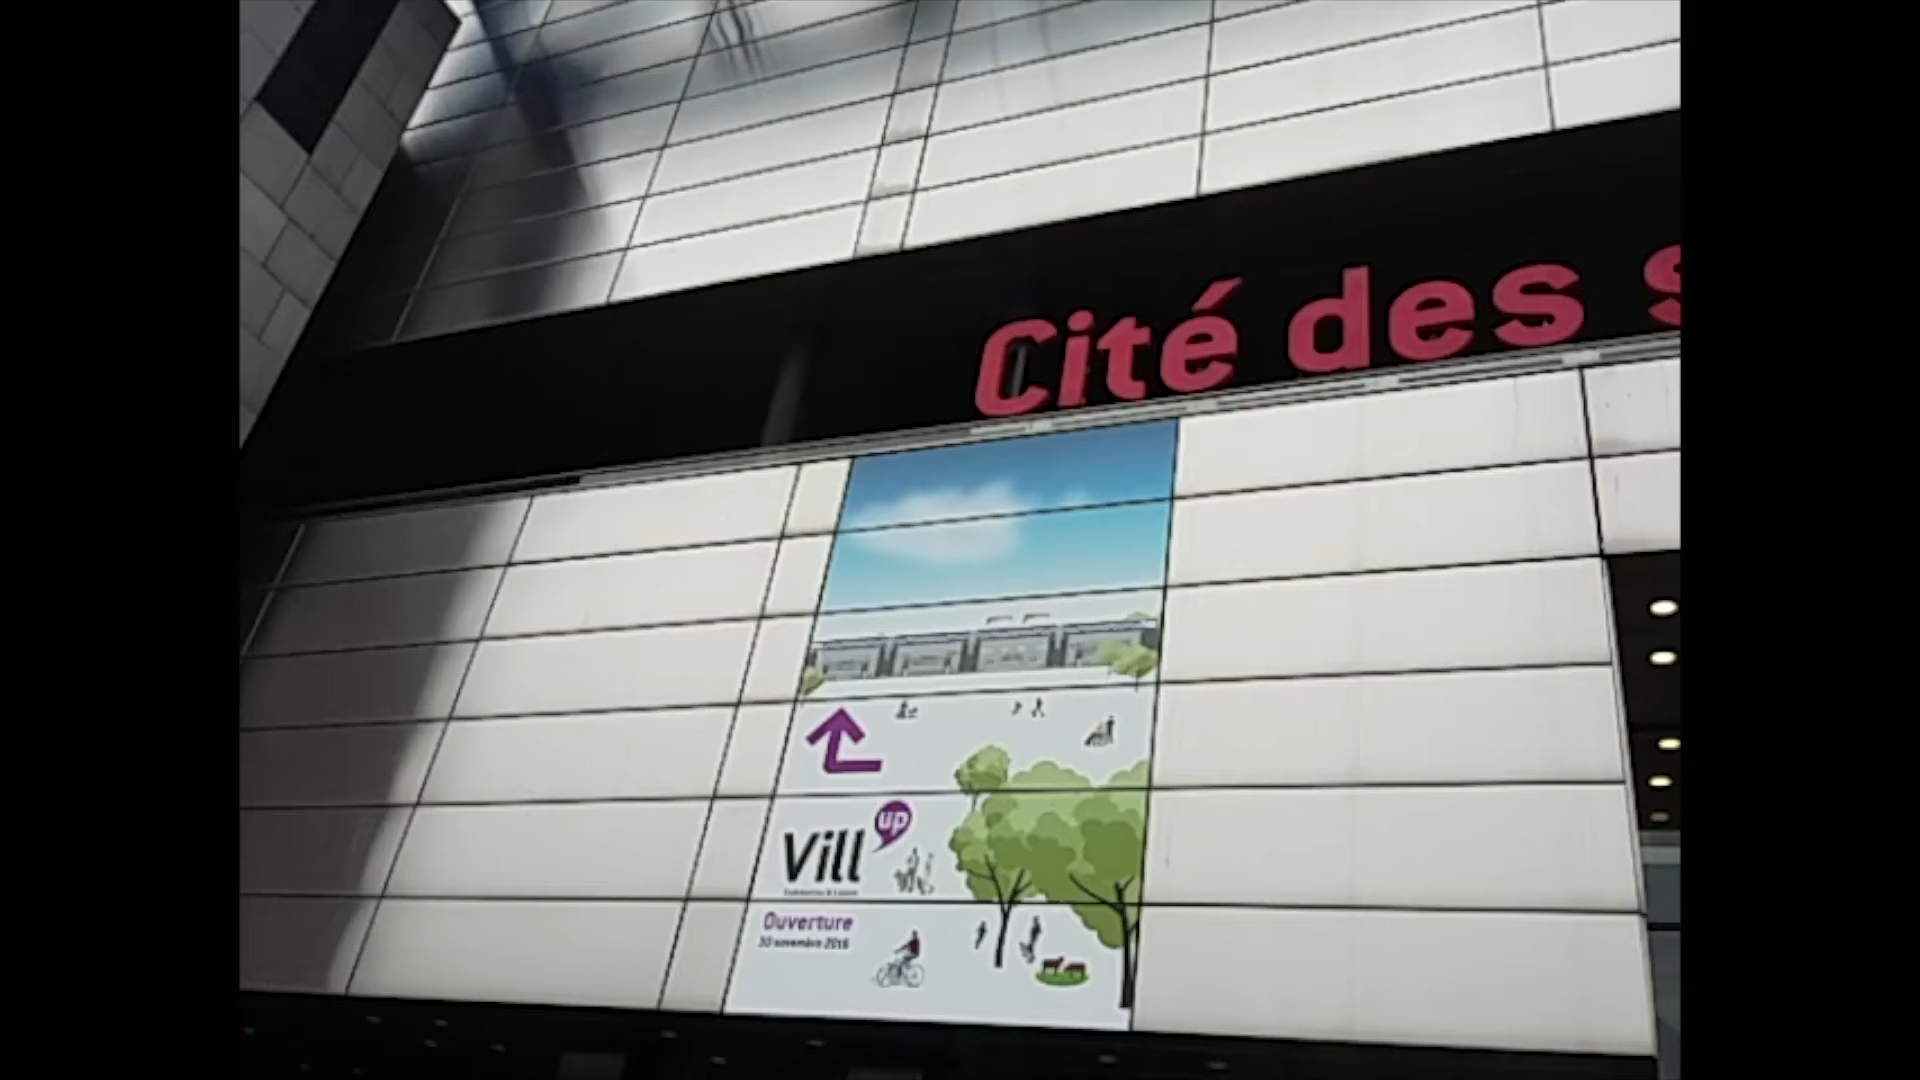 Cité des s
up
Vill
Ouverture
30 novembre 2016